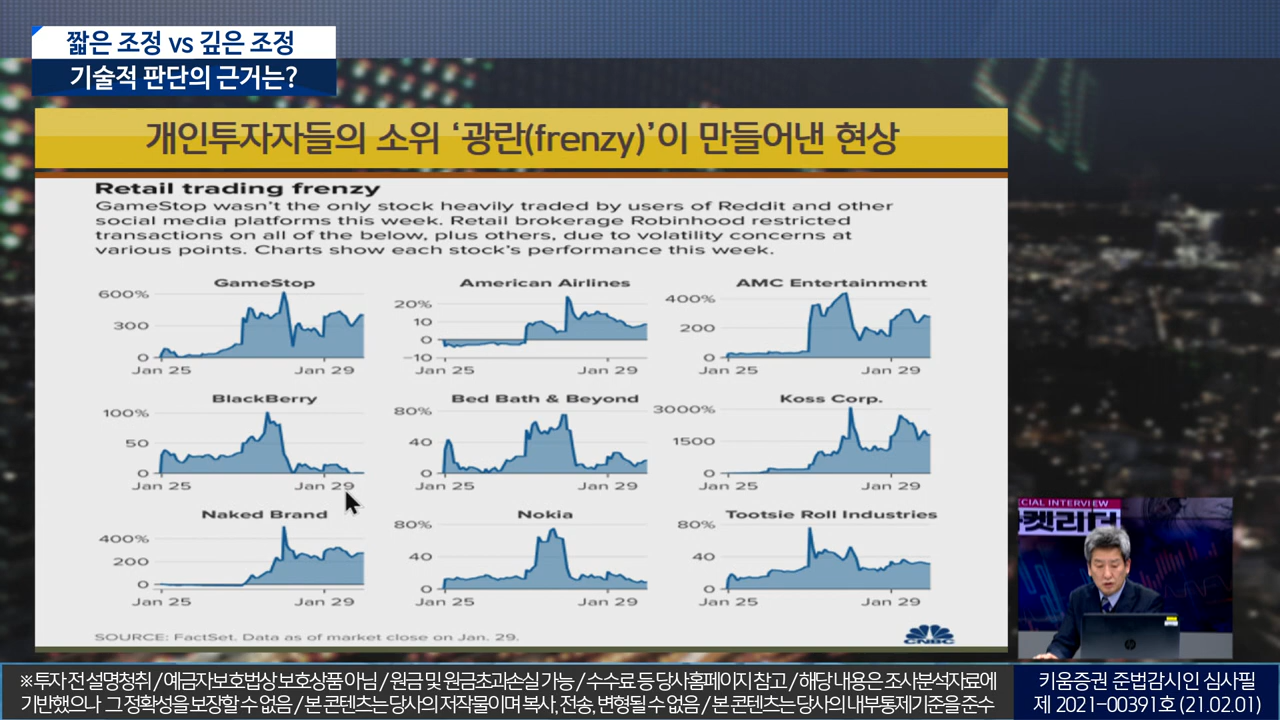 짧은 조정 vs 깊은 조정
기술적 판단의 근거는?
개인투자자들의 소위 ‘광란(frenzy)’이 만들어낸 현상
Retail trading frenzy
GameStop wasn’t the only stock heavily traded by users of Reddit and other
social media platforms this week. Retail brokerage Robinhood restricted
transactions on all of the below, plus others, due to volatility concerns at
various points. Charts show each stock’s performance this week.
GameStop
600%
300
0
Jan 25 Jan 29
American Airlines
20%
10
0
−10
Jan 25 Jan 29
AMC Entertainment
400%
200
0
Jan 25 Jan 29
BlackBerry
100%
50
0
Jan 25 Jan 29
Bed Bath & Beyond
80%
40
0
Jan 25 Jan 29
Koss Corp.
3000%
1500
0
Jan 25 Jan 29
Naked Brand
400%
200
0
Jan 25 Jan 29
Nokia
80%
40
0
Jan 25 Jan 29
Tootsie Roll Industries
80%
40
0
Jan 25 Jan 29
SOURCE: FactSet. Data as of market close on Jan. 29.
CNBC
CIAL INTERVIEW
켓리더
hp
※ 투자 전 설명청취 / 예금자보호법상 보호상품 아님 / 원금 및 원금초과손실 가능 / 수수료 등 당사홈페이지 참고 / 해당 내용은 조사분석자료에
기반했으나 그 정확성을 보장할 수 없음 / 본 콘텐츠는 당사의 저작물이며 복사, 전송, 변형될 수 없음 / 본 콘텐츠는 당사의 내부통제기준을 준수
키움증권 준법감시인 심사필
제 2021-00391호 (21.02.01)